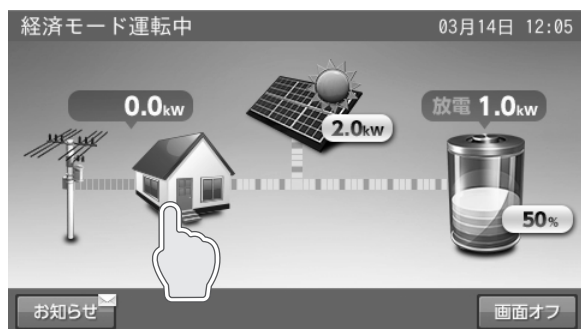 経済モード運転中
03月14日 12:05
0.0kw
2.0kw
放電 1.0kw
50%
お知らせ
画面オフ